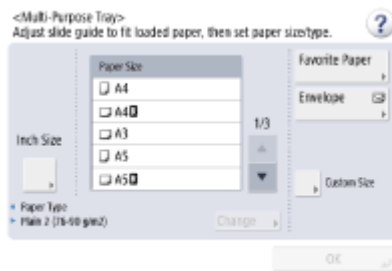 <Multi-Purpose Tray>
Adjust slide guide to fit loaded paper, then set paper size/type.
?
Paper Size
A4
A4R
A3
A5
A5R
1/3
Inch Size
Favorite Paper
Envelope
Custom Size
Paper Type
Plain 2 (76-90 g/m2)
Change
OK